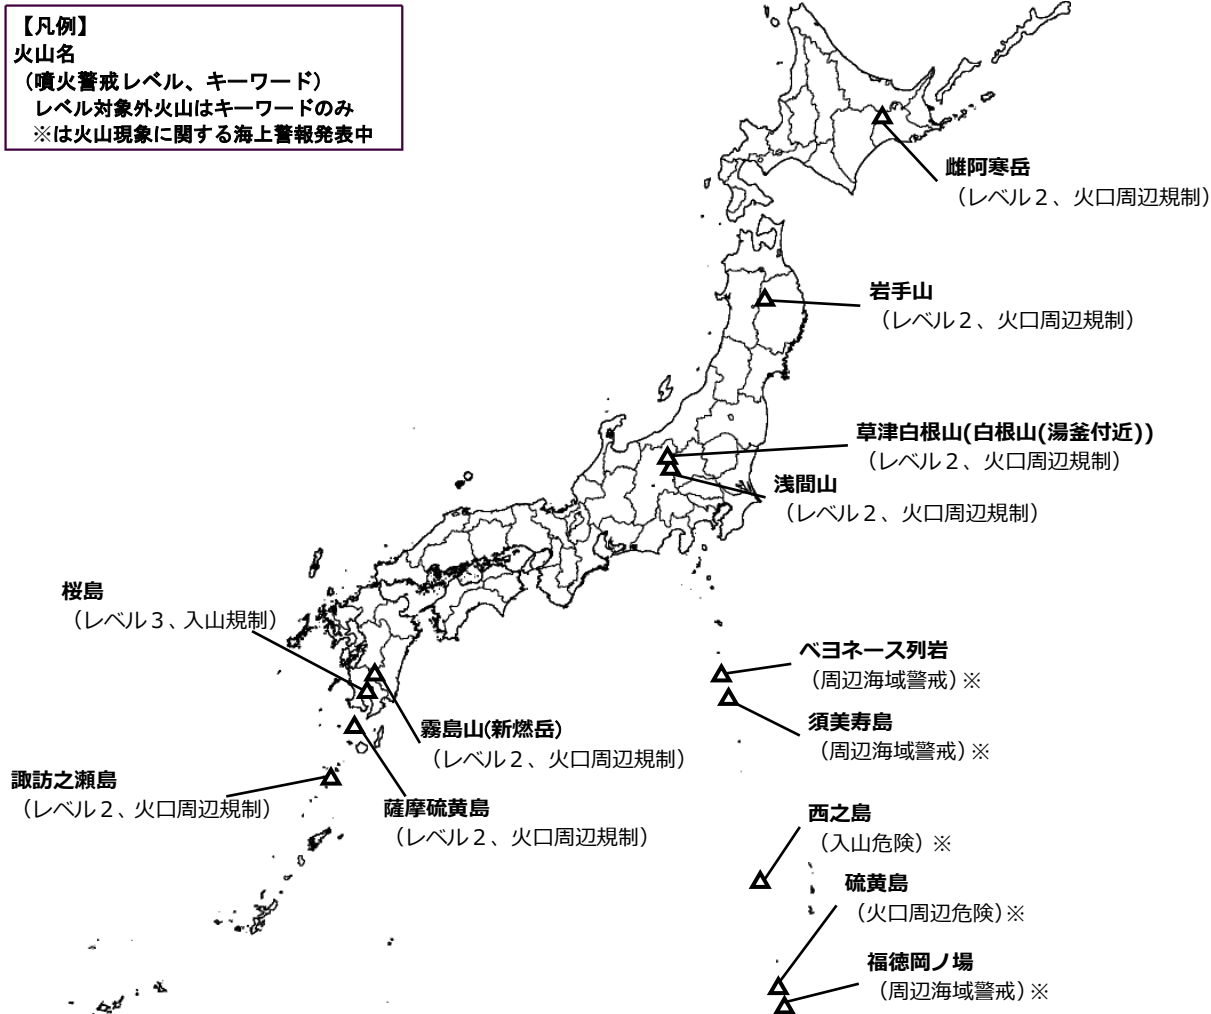 【凡例】
火山名
（噴火警戒レベル、キーワード）
レベル対象外火山はキーワードのみ
※は火山現象に関する海上警報発表中
雌阿寒岳
（レベル２、火口周辺規制）
岩手山
（レベル２、火口周辺規制）
草津白根山(白根山(湯釜付近))
（レベル２、火口周辺規制）
浅間山
（レベル２、火口周辺規制）
桜島
（レベル３、入山規制）
ベヨネース列岩
（周辺海域警戒）※
須美寿島
（周辺海域警戒）※
霧島山(新燃岳)
（レベル２、火口周辺規制）
諏訪之瀬島
（レベル２、火口周辺規制）
薩摩硫黄島
（レベル２、火口周辺規制）
西之島
（入山危険）※
硫黄島
（火口周辺危険）※
福徳岡ノ場
（周辺海域警戒）※